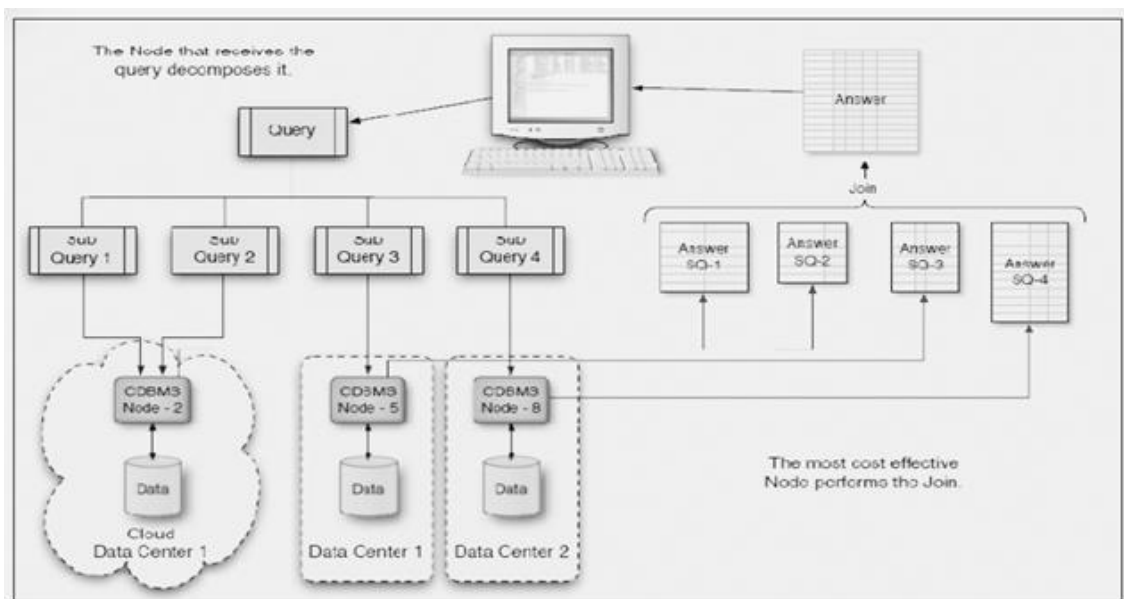 The Node that receives the
query decomposes it.
Query
Answer
Join
Sub
Query 1
Sub
Query 2
Sub
Query 3
Sub
Query 4
Answer
SQ-1
Answer
SQ-2
Answer
SQ-3
Answer
SQ-4
CDBMS
Node - 2
CDBMS
Node - 5
CDBMS
Node - 8
Data
Data
Data
The most cost effective
Node performs the Join.
Cloud
Data Center 1
Data Center 1
Data Center 2